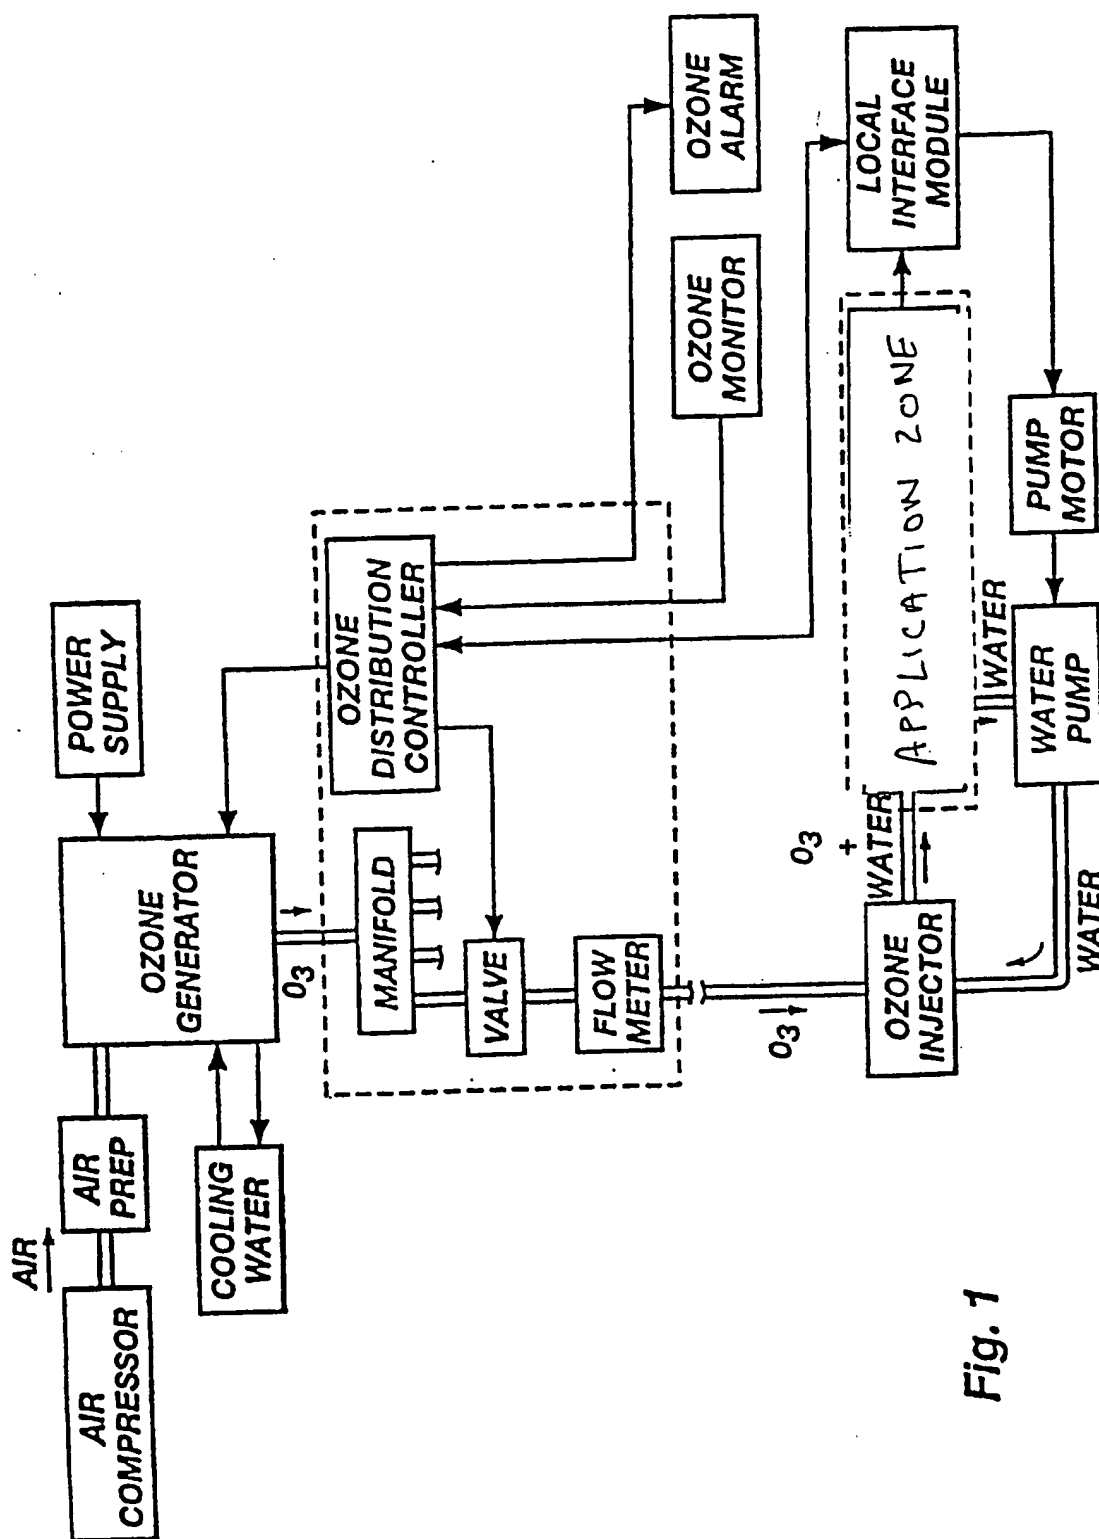 AIR
COMPRESSOR
AIR
AIR
PREP
COOLING
WATER
OZONE
GENERATOR
POWER
SUPPLY
O3
MANIFOLD
OZONE
DISTRIBUTION
CONTROLLER
VALVE
FLOW
METER
OZONE
MONITOR
OZONE
ALARM
O3
OZONE
INJECTOR
O3
+
WATER
APPLICATION ZONE
LOCAL
INTERFACE
MODULE
WATER
WATER
PUMP
PUMP
MOTOR
WATER
Fig. 1